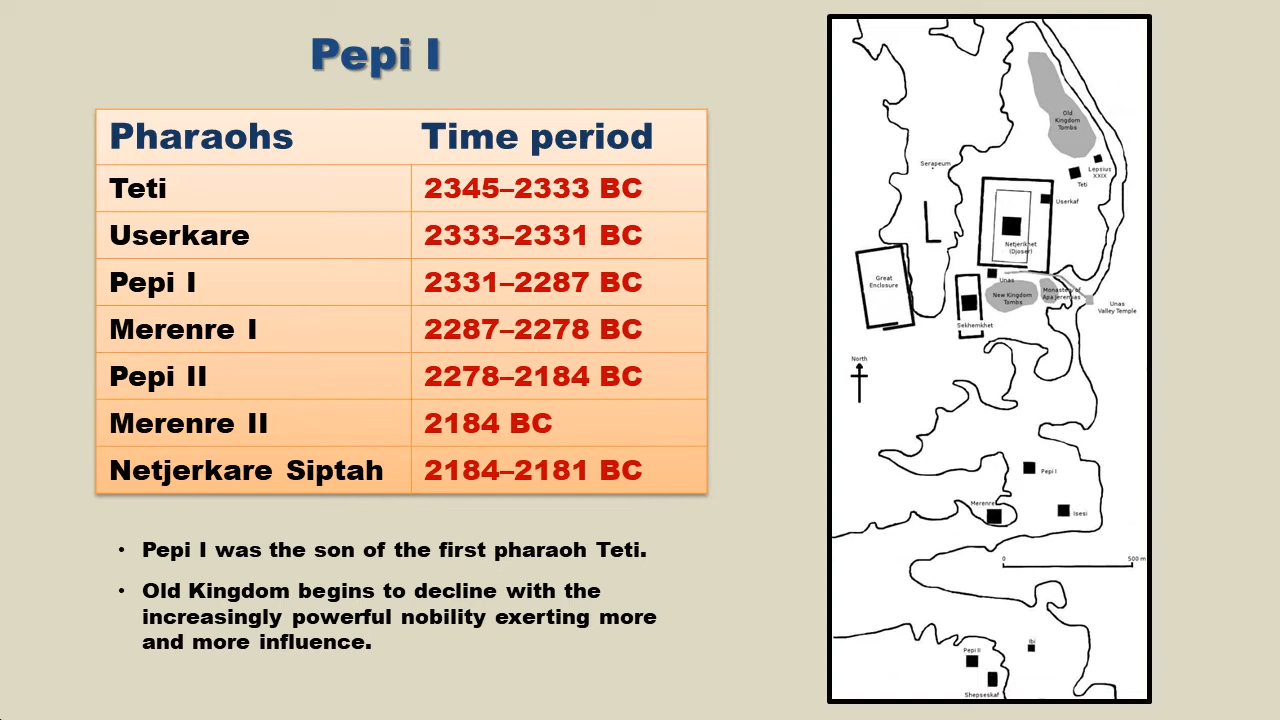 Pepi I
Pharaohs Time period
Teti 2345–2333 BC
Userkare 2333–2331 BC
Pepi I 2331–2287 BC
Merenre I 2287–2278 BC
Pepi II 2278–2184 BC
Merenre II 2184 BC
Netjerkare Siptah 2184–2181 BC
• Pepi I was the son of the first pharaoh Teti.
• Old Kingdom begins to decline with the
increasingly powerful nobility exerting more
and more influence.
Old
Kingdom
Tombs
Serapeum
Lepsius
XXIX
Teti
Userkaf
Netjerikhet
(Djoser)
Great
Enclosure
Unas
New Kingdom
Tombs
Monastery of
Apa Jeremias
Unas
Valley Temple
Sekhemkhet
North
Pepi I
Merenre
Isesi
0 500 m
Ibi
Pepi II
Shepseskaf